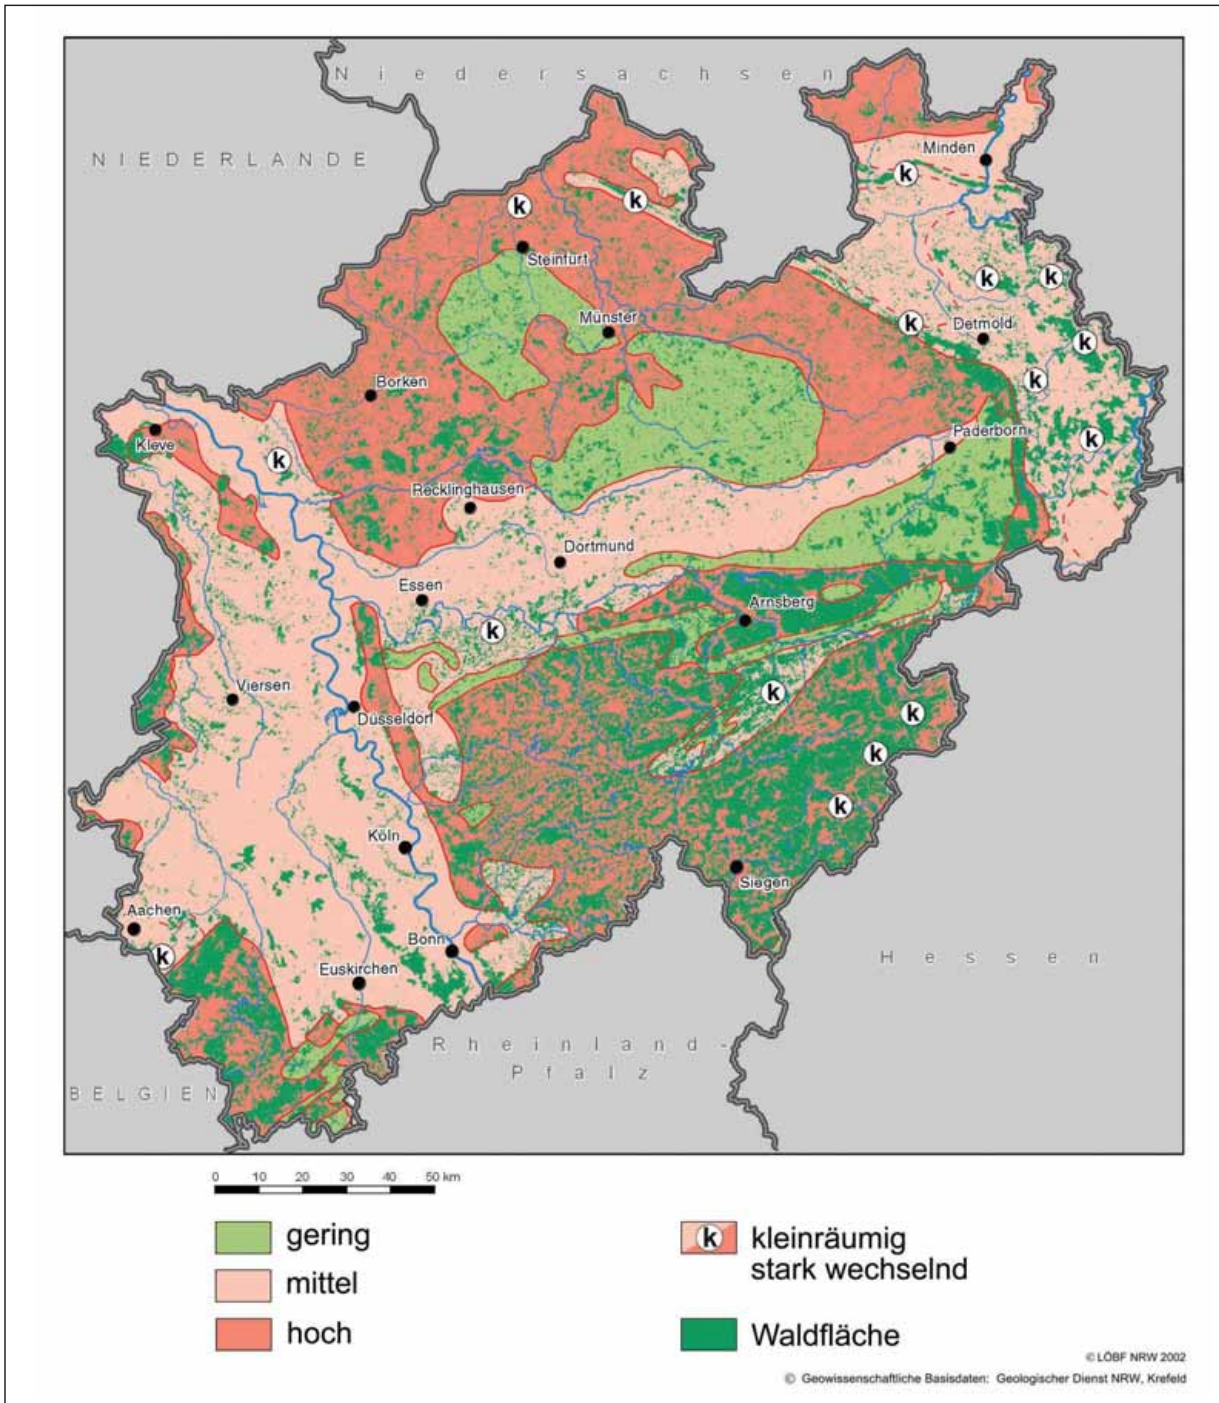 N i e d e r s a c h s e n
N I E D E R L A N D E
Minden
k
k
k
Steinfurt
k
k
Münster
k
Detmold
k
k
Borken
Kleve
k
Paderborn
k
Recklinghausen
Dortmund
Essen
Arnsberg
k
Viersen
k
Düsseldorf
k
k
k
Köln
Siegen
Aachen
Bonn
k
Euskirchen
H e s s e n
R h e i n l a n d -
P f a l z
B E L G I E N
0 10 20 30 40 50 km
gering
mittel
hoch
k kleinräumig
stark wechselnd
Waldfläche
© LÖBF NRW 2002
© Geowissenschaftliche Basisdaten: Geologischer Dienst NRW, Krefeld